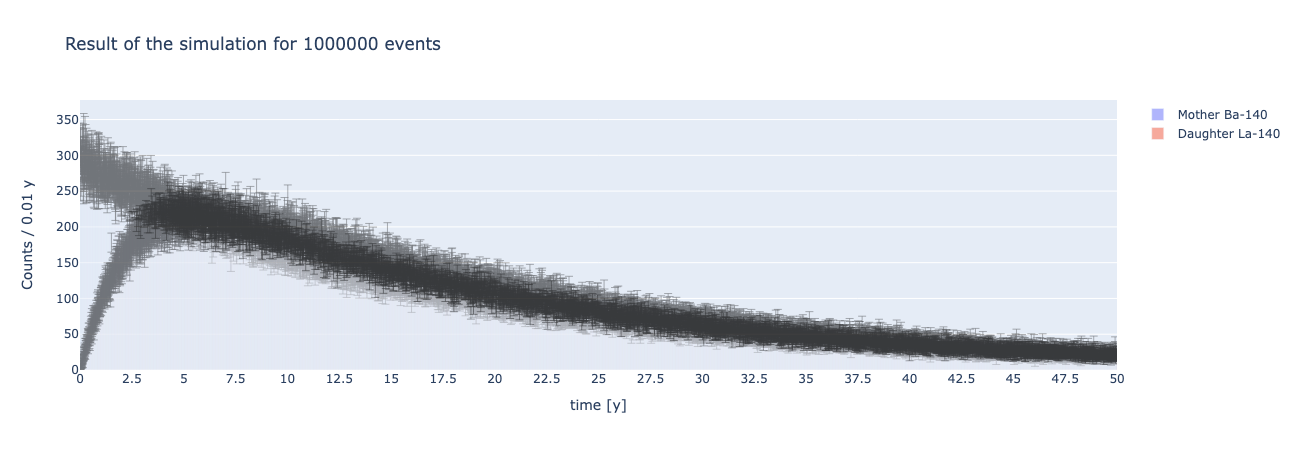 Result of the simulation for 1000000 events
Mother Ba-140
Daughter La-140
Counts / 0.01 y
350
300
250
200
150
100
50
0
0 2.5 5 7.5 10 12.5 15 17.5 20 22.5 25 27.5 30 32.5 35 37.5 40 42.5 45 47.5 50
time [y]